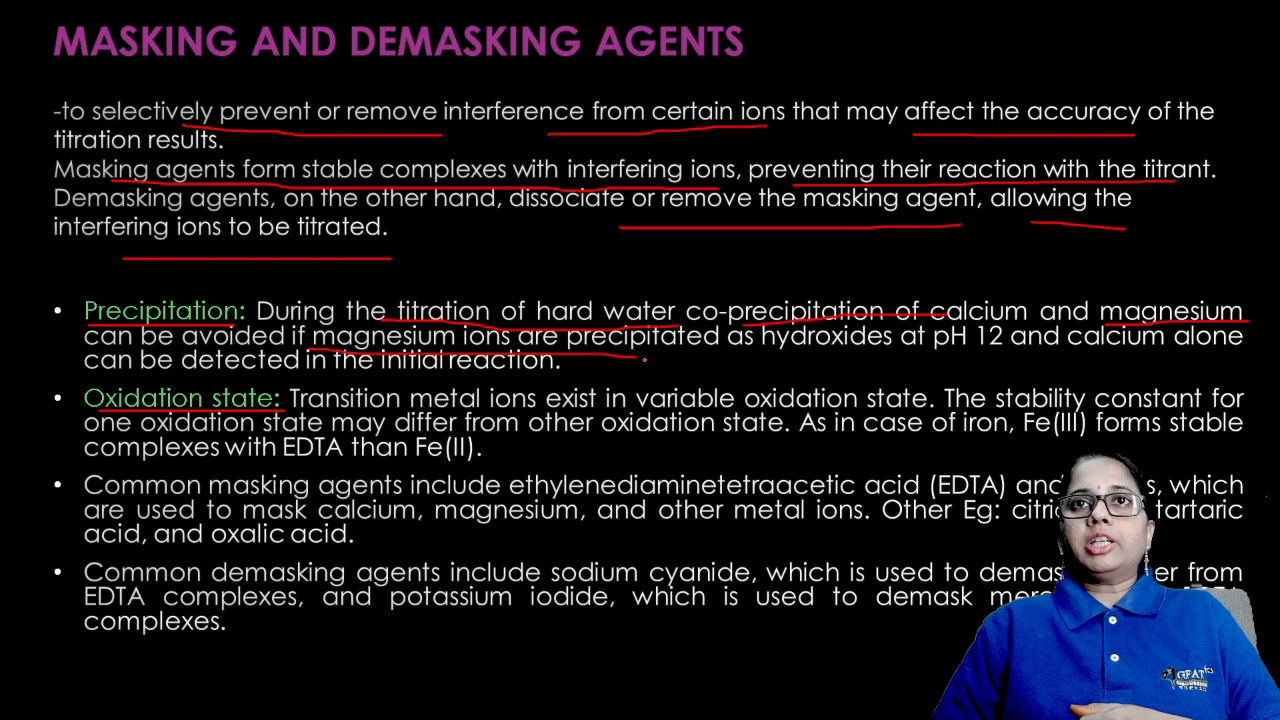 MASKING AND DEMASKING AGENTS
-to selectively prevent or remove interference from certain ions that may affect the accuracy of the
titration results.
Masking agents form stable complexes with interfering ions, preventing their reaction with the titrant.
Demasking agents, on the other hand, dissociate or remove the masking agent, allowing the
interfering ions to be titrated.
• Precipitation: During the titration of hard water co-precipitation of calcium and magnesium
can be avoided if magnesium ions are precipitated as hydroxides at pH 12 and calcium alone
can be detected in the initial reaction.
• Oxidation state: Transition metal ions exist in variable oxidation state. The stability constant for
one oxidation state may differ from other oxidation state. As in case of iron, Fe(III) forms stable
complexes with EDTA than Fe(II).
• Common masking agents include ethylenediaminetetraacetic acid (EDTA) and which
are used to mask calcium, magnesium, and other metal ions. Other Eg: tartaric
acid, and oxalic acid.
• Common demasking agents include sodium cyanide, which is used to from
EDTA complexes, and potassium iodide, which is used to demask
complexes.
GPAT